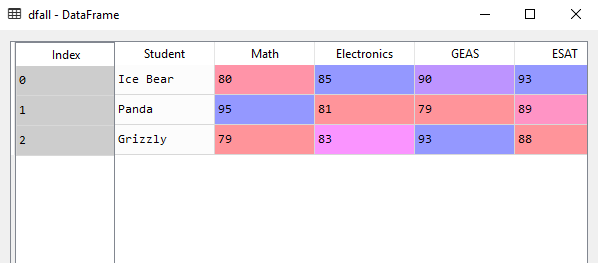 dfall - DataFrame
Index Student Math Electronics GEAS ESAT
0 Ice Bear 80 85 90 93
1 Panda 95 81 79 89
2 Grizzly 79 83 93 88